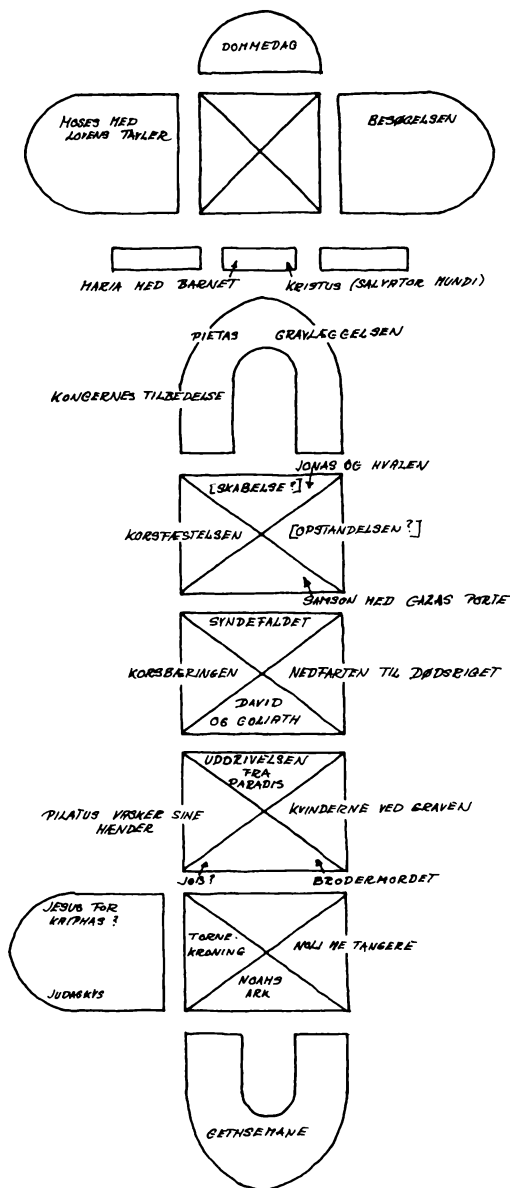 DOMMEDAG
MOSES MED
LOVENS TAVLER
BESØGELSEN
MARIA MED BARNET
KRISTUS (SALVATOR MUNDI)
PIETAS
GRAVLÆGGELSEN
KONGERNES TILBEDELSE
JONAS OG HVALEN
[SKABELSE?]
KORSFÆSTELSEN
[OPSTANDELSEN?]
SAMSON MED GAZAS PORTE
SYNDEFALDET
KORSBÆRINGEN
NEDFARTEN TIL DØDSRIGET
DAVID
OG GOLIATH
UDDRIVELSEN
FRA
PARADIS
PILATUS VASKER SINE
HÆNDER
KVINDERNE VED GRAVEN
JOB?
BRODERMORDET
JESUS FOR
KAIPHAS?
TORNE-
KRONING
NOLI ME TANGERE
NOAHS
ARK
JUDASKYS
GETHSEMANE